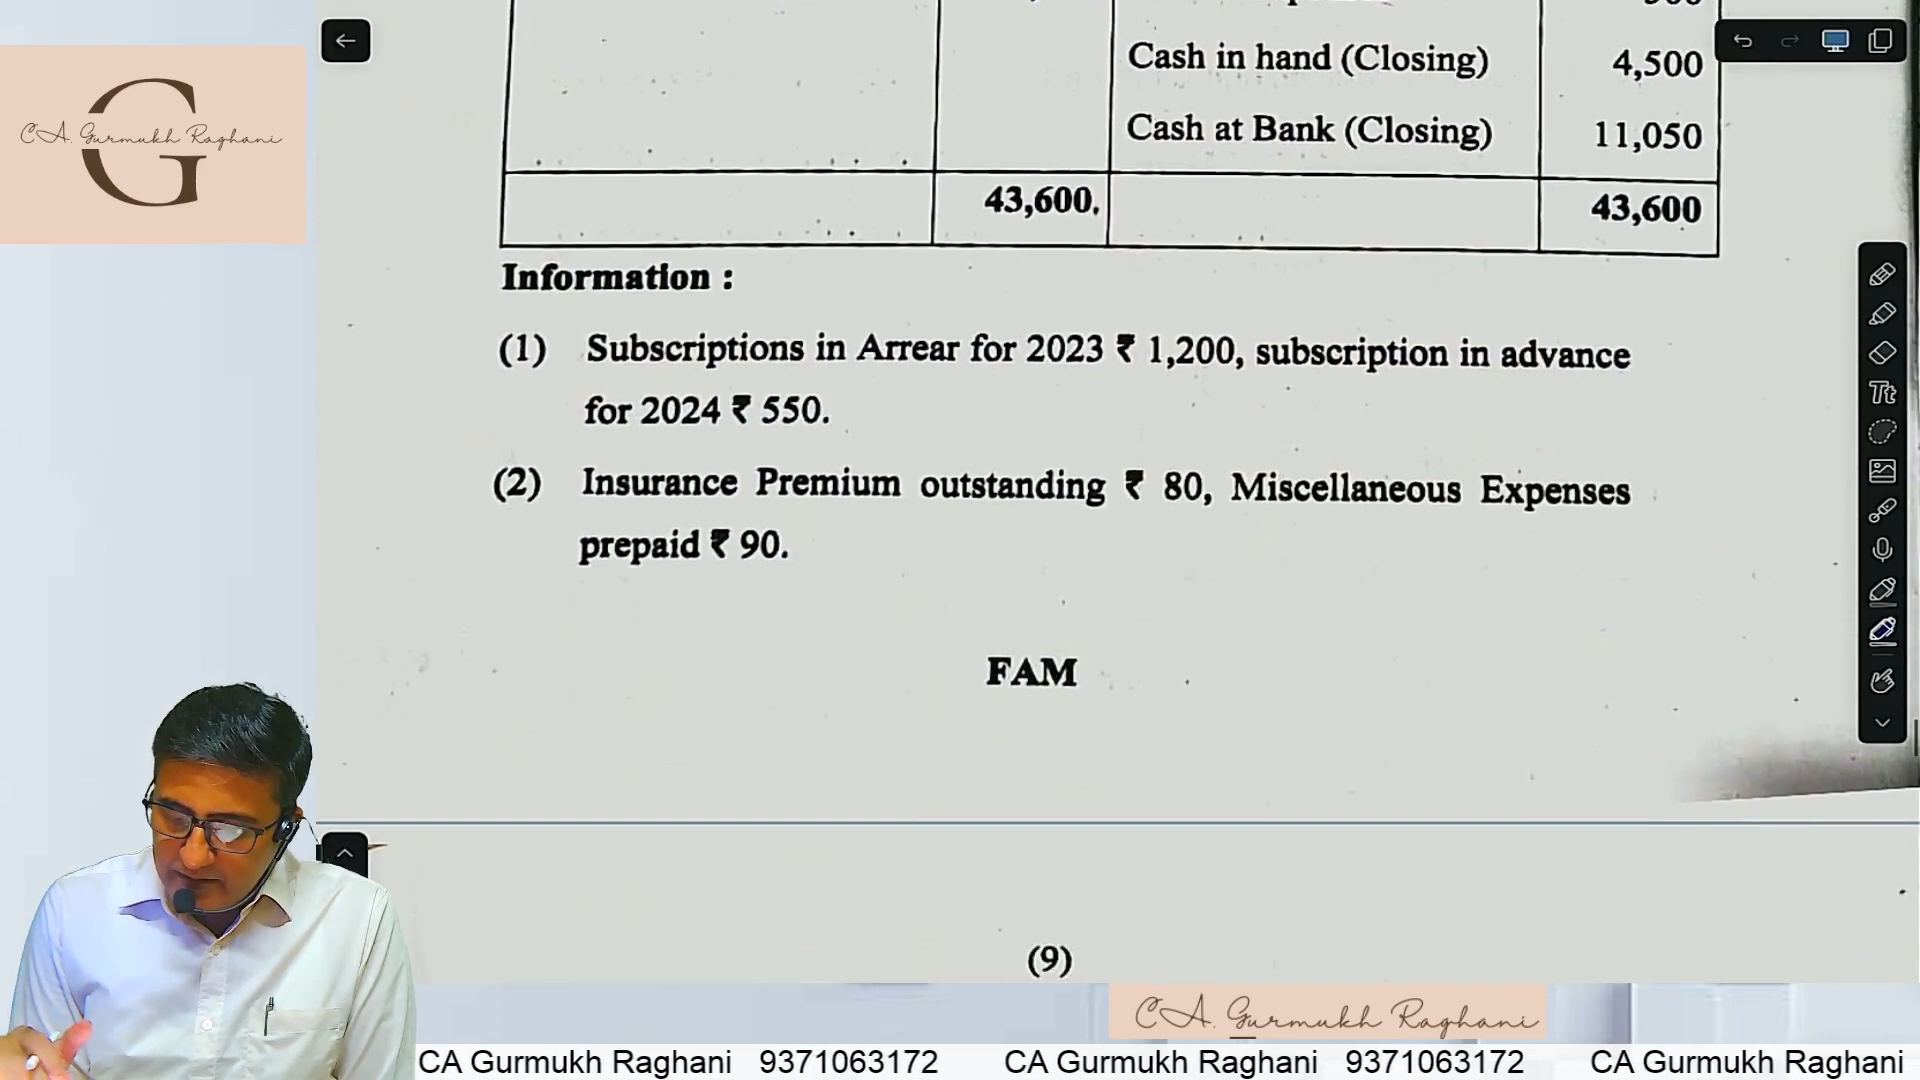 CA. Gurmukh Raghani
G
Cash in hand (Closing) 4,500
Cash at Bank (Closing) 11,050
43,600. 43,600
Information :
(1) Subscriptions in Arrear for 2023 ₹ 1,200, subscription in advance
for 2024 ₹ 550.
(2) Insurance Premium outstanding ₹ 80, Miscellaneous Expenses
prepaid ₹ 90.
FAM
(9)
Tt
CA. Gurmukh Raghani
CA Gurmukh Raghani 9371063172 CA Gurmukh Raghani 9371063172 CA Gurmukh Raghani